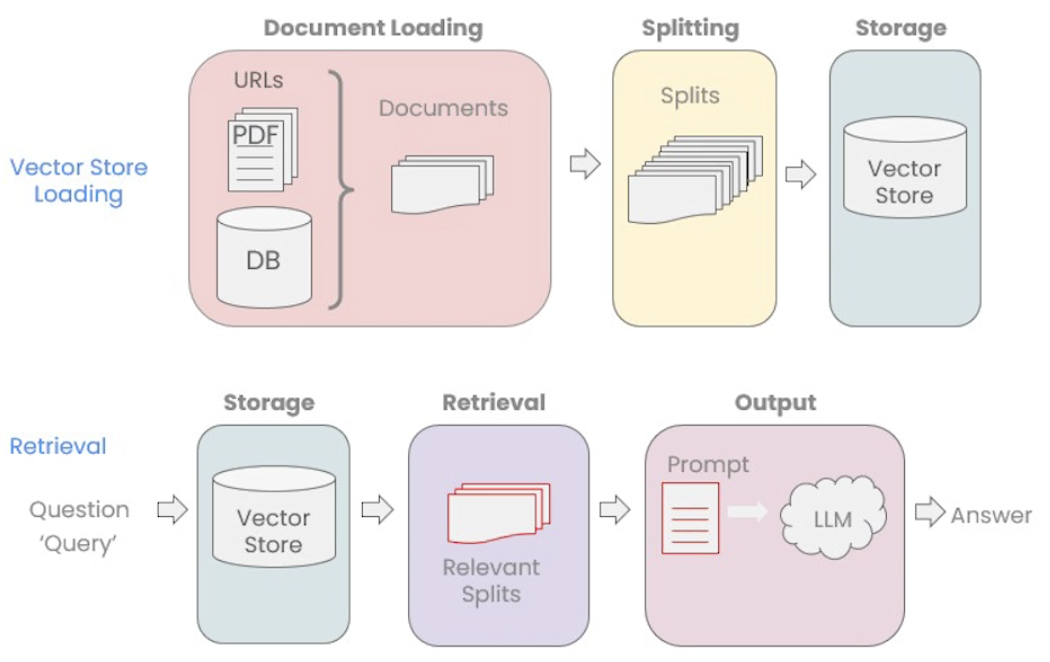 Document Loading
Splitting
Storage
URLs
PDF
DB
Documents
Splits
Vector
Store
Vector Store
Loading
Storage
Retrieval
Output
Retrieval
Question
‘Query’
Vector
Store
Relevant
Splits
Prompt
LLM
Answer